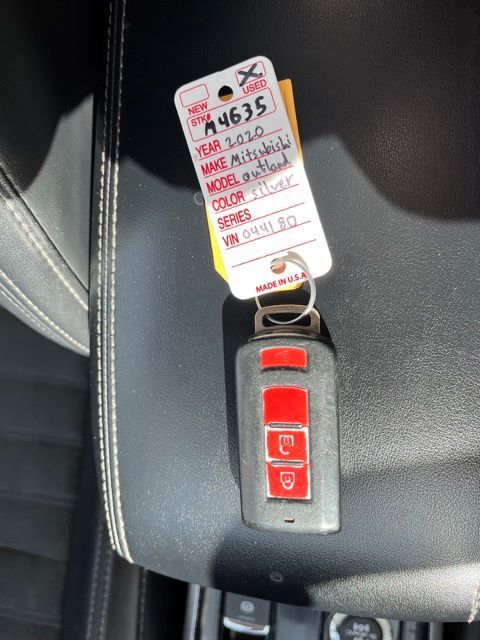 NEW USED
STK# M4635
YEAR 2020
MAKE Mitsubishi
MODEL outland
COLOR silver
SERIES
VIN 044180
MADE IN U.S.A